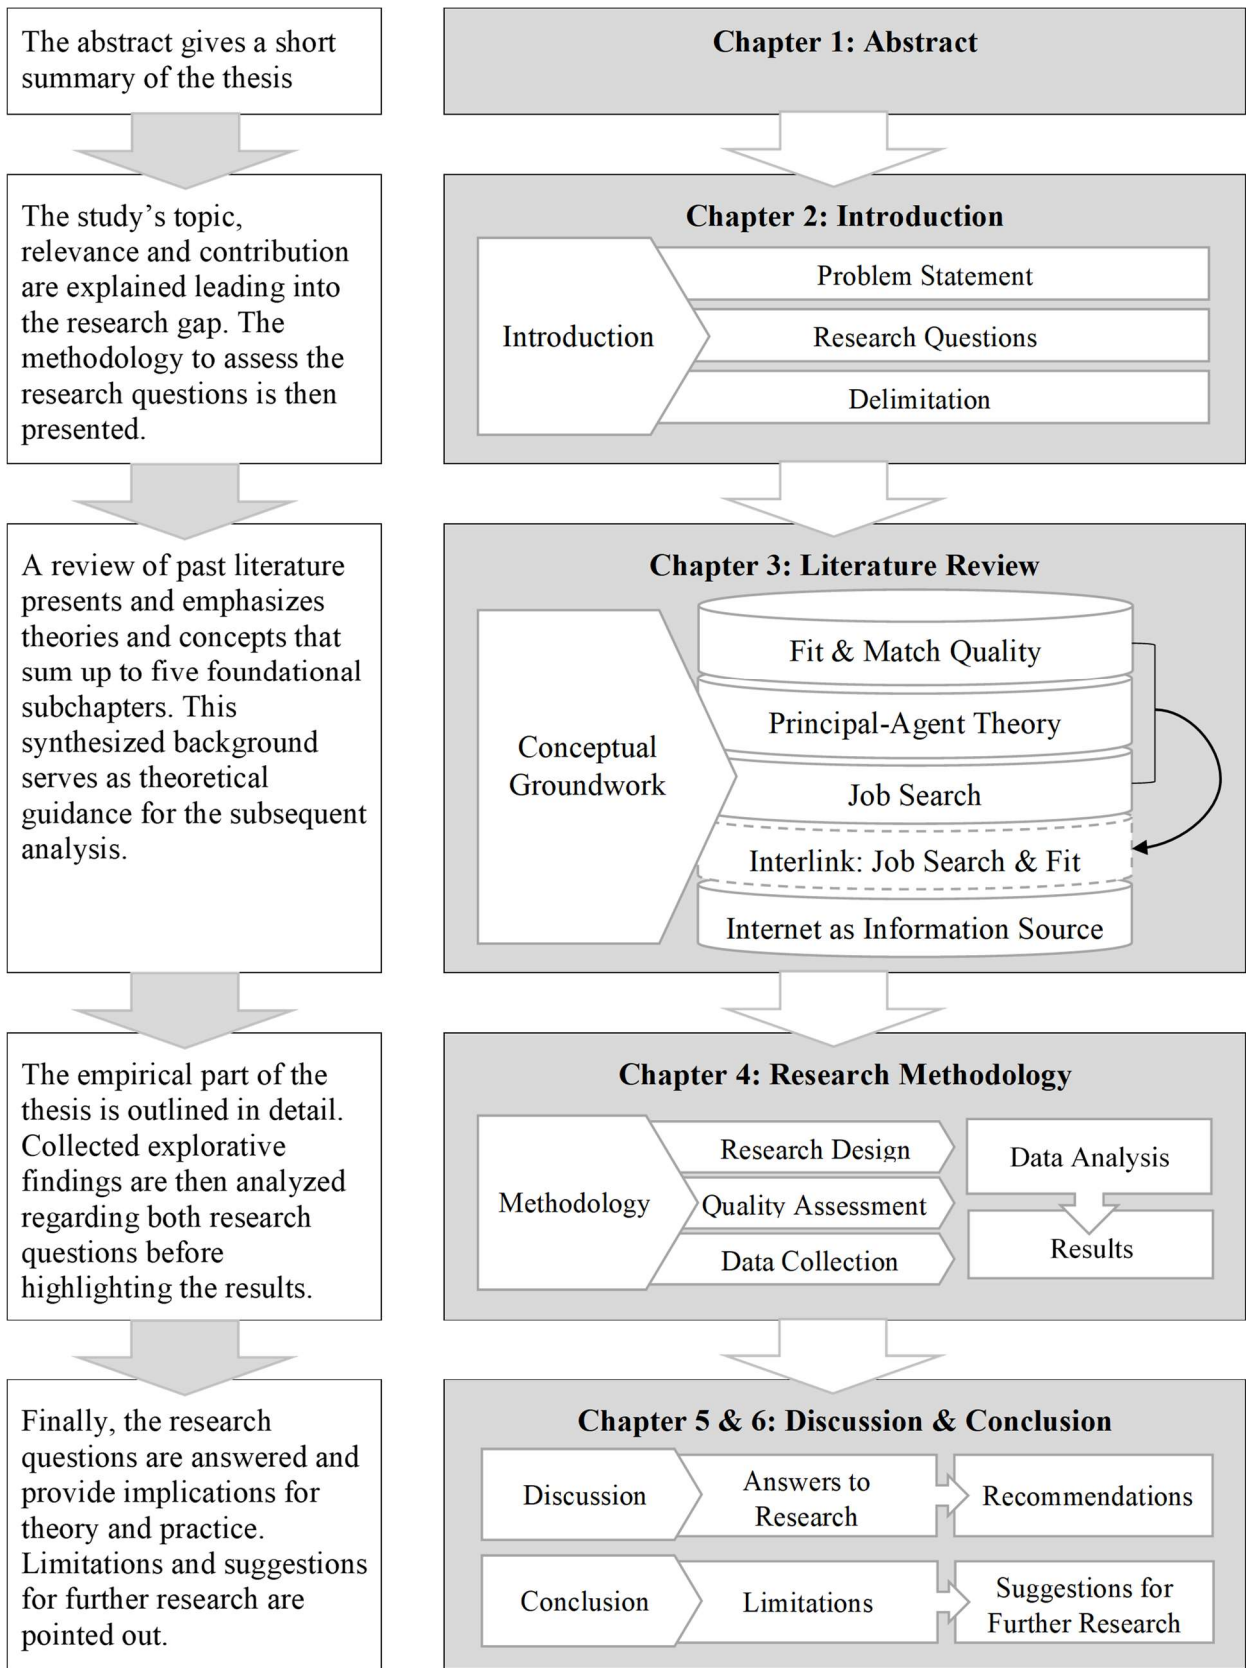 The abstract gives a short
summary of the thesis
Chapter 1: Abstract
The study’s topic,
relevance and contribution
are explained leading into
the research gap. The
methodology to assess the
research questions is then
presented.
Chapter 2: Introduction
Introduction
Problem Statement
Research Questions
Delimitation
A review of past literature
presents and emphasizes
theories and concepts that
sum up to five foundational
subchapters. This
synthesized background
serves as theoretical
guidance for the subsequent
analysis.
Chapter 3: Literature Review
Conceptual
Groundwork
Fit & Match Quality
Principal-Agent Theory
Job Search
Interlink: Job Search & Fit
Internet as Information Source
The empirical part of the
thesis is outlined in detail.
Collected explorative
findings are then analyzed
regarding both research
questions before
highlighting the results.
Chapter 4: Research Methodology
Methodology
Research Design
Quality Assessment
Data Collection
Data Analysis
Results
Finally, the research
questions are answered and
provide implications for
theory and practice.
Limitations and suggestions
for further research are
pointed out.
Chapter 5 & 6: Discussion & Conclusion
Discussion
Answers to
Research
Recommendations
Conclusion
Limitations
Suggestions for
Further Research